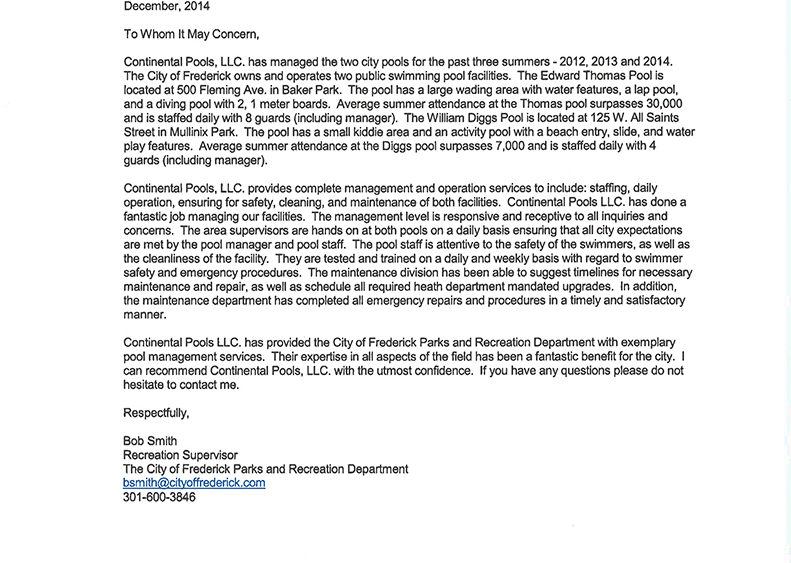 December, 2014
To Whom It May Concern,
Continental Pools, LLC. has managed the two city pools for the past three summers - 2012, 2013 and 2014.
The City of Frederick owns and operates two public swimming pool facilities.  The Edward Thomas Pool is
located at 500 Fleming Ave. in Baker Park.  The pool has a large wading area with water features, a lap pool,
and a diving pool with 2, 1 meter boards.  Average summer attendance at the Thomas pool surpasses 30,000
and is staffed daily with 8 guards (including manager).  The William Diggs Pool is located at 125 W. All Saints
Street in Mullinix Park.  The pool has a small kiddie area and an activity pool with a beach entry, slide, and water
play features.  Average summer attendance at the Diggs pool surpasses 7,000 and is staffed daily with 4
guards (including manager).
Continental Pools, LLC. provides complete management and operation services to include: staffing, daily
operation, ensuring for safety, cleaning, and maintenance of both facilities.  Continental Pools LLC. has done a
fantastic job managing our facilities.  The management level is responsive and receptive to all inquiries and
concerns.  The area supervisors are hands on at both pools on a daily basis ensuring that all city expectations
are met by the pool manager and pool staff.  The pool staff is attentive to the safety of the swimmers, as well as
the cleanliness of the facility.  They are tested and trained on a daily and weekly basis with regard to swimmer
safety and emergency procedures.  The maintenance division has been able to suggest timelines for necessary
maintenance and repair, as well as schedule all required heath department mandated upgrades.  In addition,
the maintenance department has completed all emergency repairs and procedures in a timely and satisfactory
manner.
Continental Pools LLC. has provided the City of Frederick Parks and Recreation Department with exemplary
pool management services.  Their expertise in all aspects of the field has been a fantastic benefit for the city.  I
can recommend Continental Pools, LLC. with the utmost confidence.  If you have any questions please do not
hesitate to contact me.
Respectfully,
Bob Smith
Recreation Supervisor
The City of Frederick Parks and Recreation Department
bsmith@cityoffrederick.com
301-600-3846